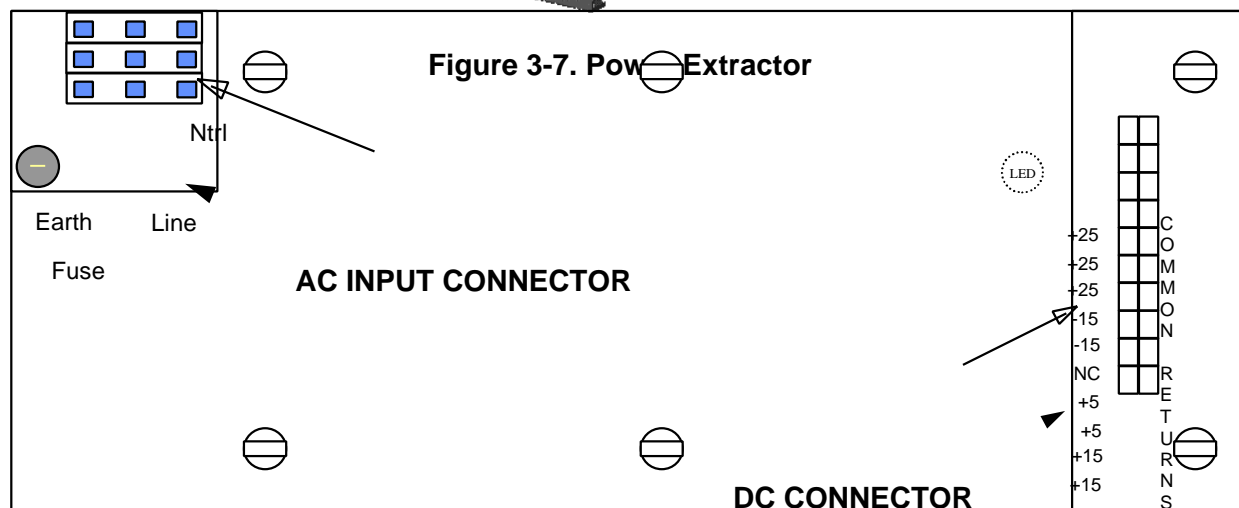 Figure 3-7. Pow Extractor
Ntrl
LED
Earth Line
Fuse
AC INPUT CONNECTOR
+25
+25
+25
-15
-15
NC
+5
+5
+15
+15
COMMON RETURNS
DC CONNECTOR